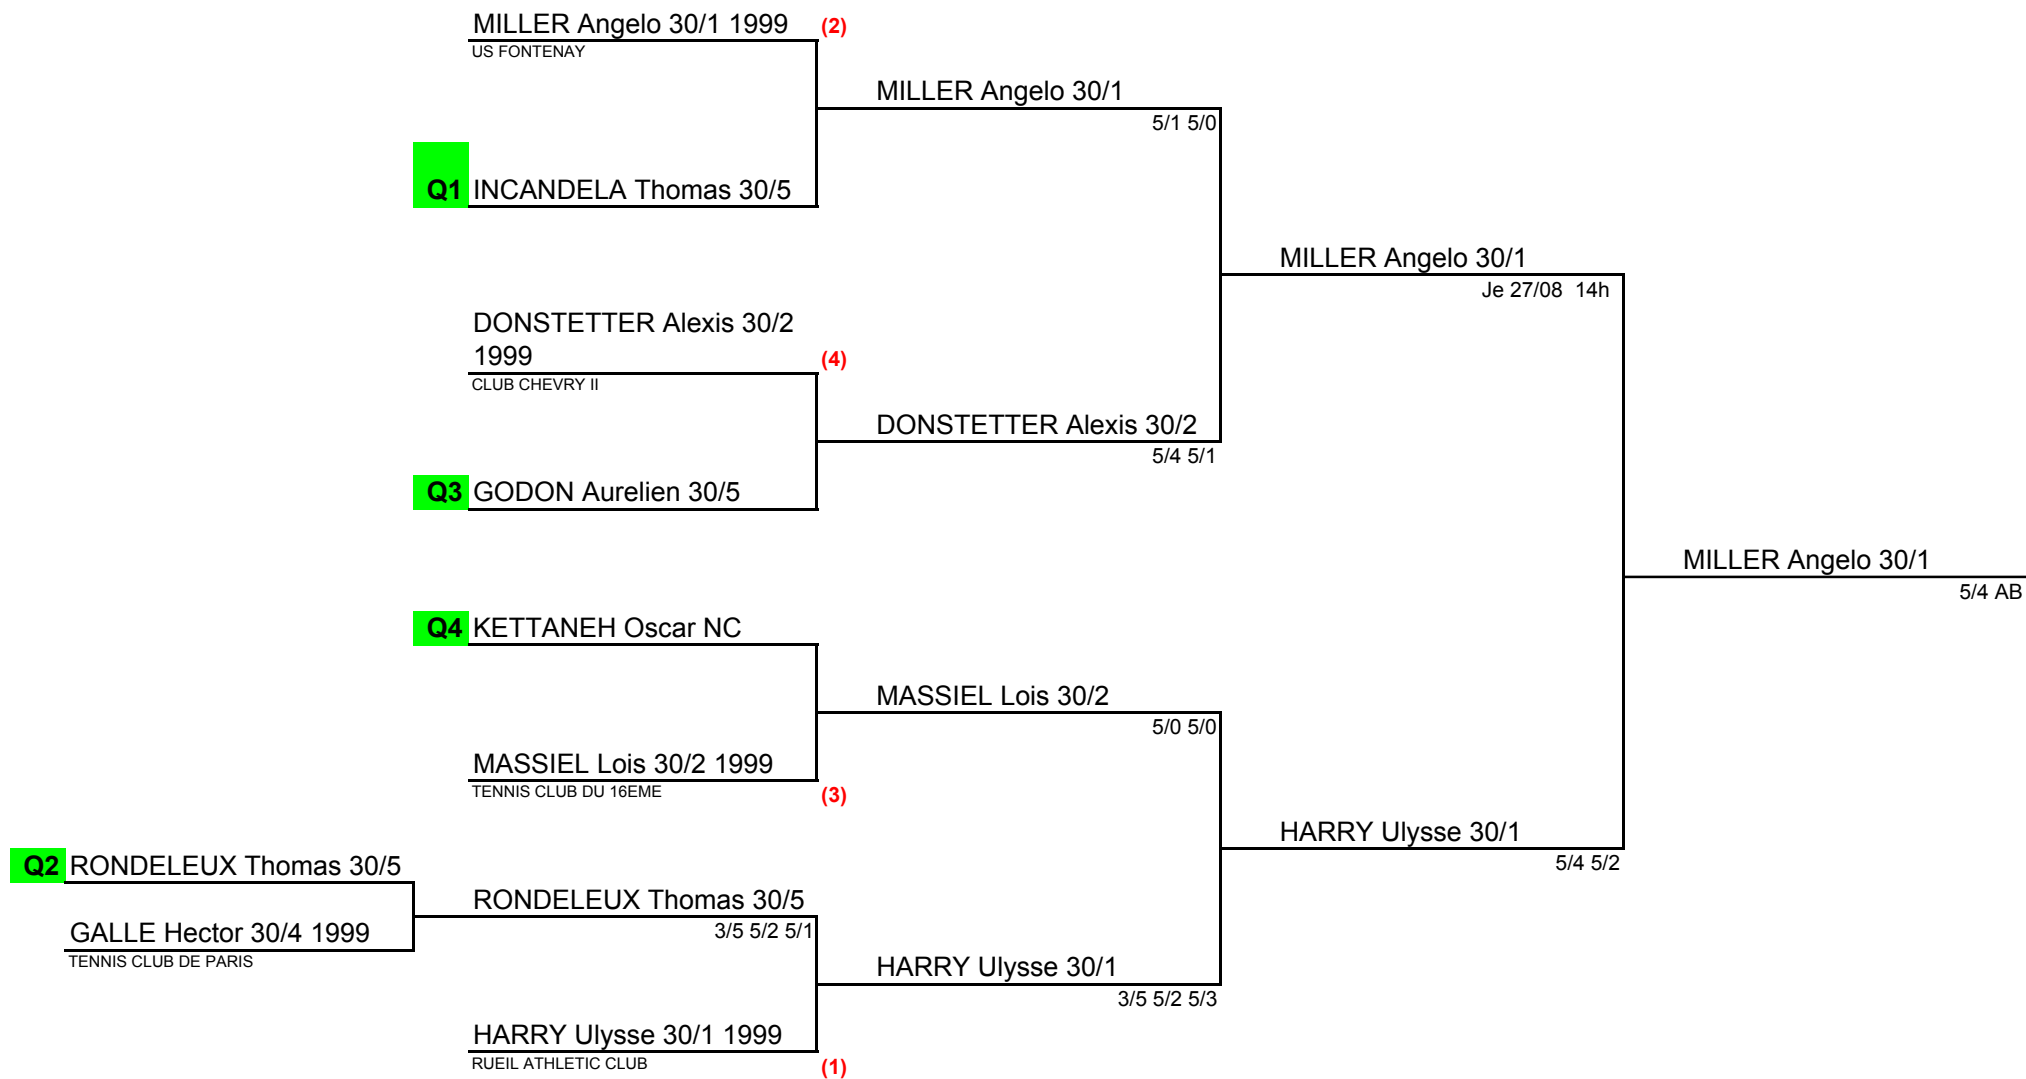 MILLER Angelo 30/1 1999 (2)
US FONTENAY
MILLER Angelo 30/1
5/1 5/0
Q1 INCANDELA Thomas 30/5
MILLER Angelo 30/1
Je 27/08 14h
DONSTETTER Alexis 30/2
1999 (4)
CLUB CHEVRY II
DONSTETTER Alexis 30/2
5/4 5/1
Q3 GODON Aurelien 30/5
MILLER Angelo 30/1
5/4 AB
Q4 KETTANEH Oscar NC
MASSIEL Lois 30/2
5/0 5/0
MASSIEL Lois 30/2 1999
TENNIS CLUB DU 16EME (3)
HARRY Ulysse 30/1
5/4 5/2
Q2 RONDELEUX Thomas 30/5
RONDELEUX Thomas 30/5
3/5 5/2 5/1
GALLE Hector 30/4 1999
TENNIS CLUB DE PARIS
HARRY Ulysse 30/1
3/5 5/2 5/3
HARRY Ulysse 30/1 1999
RUEIL ATHLETIC CLUB (1)